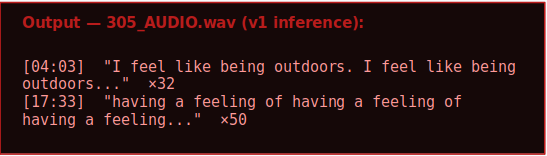 Output — 305_AUDIO.wav (v1 inference):
[04:03]  "I feel like being outdoors. I feel like being
outdoors..."  ×32
[17:33]  "having a feeling of having a feeling of
having a feeling..."  ×50